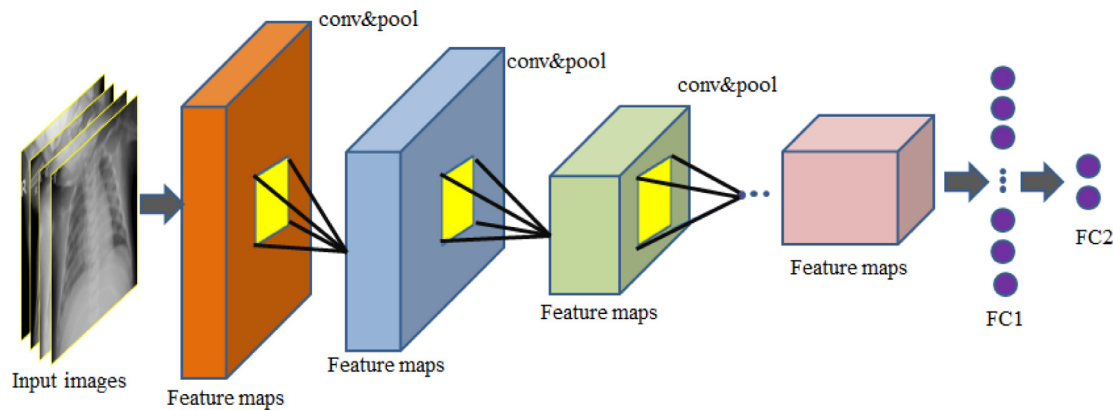 conv&pool
conv&pool
conv&pool
Input images
Feature maps
Feature maps
Feature maps
Feature maps
FC1
FC2